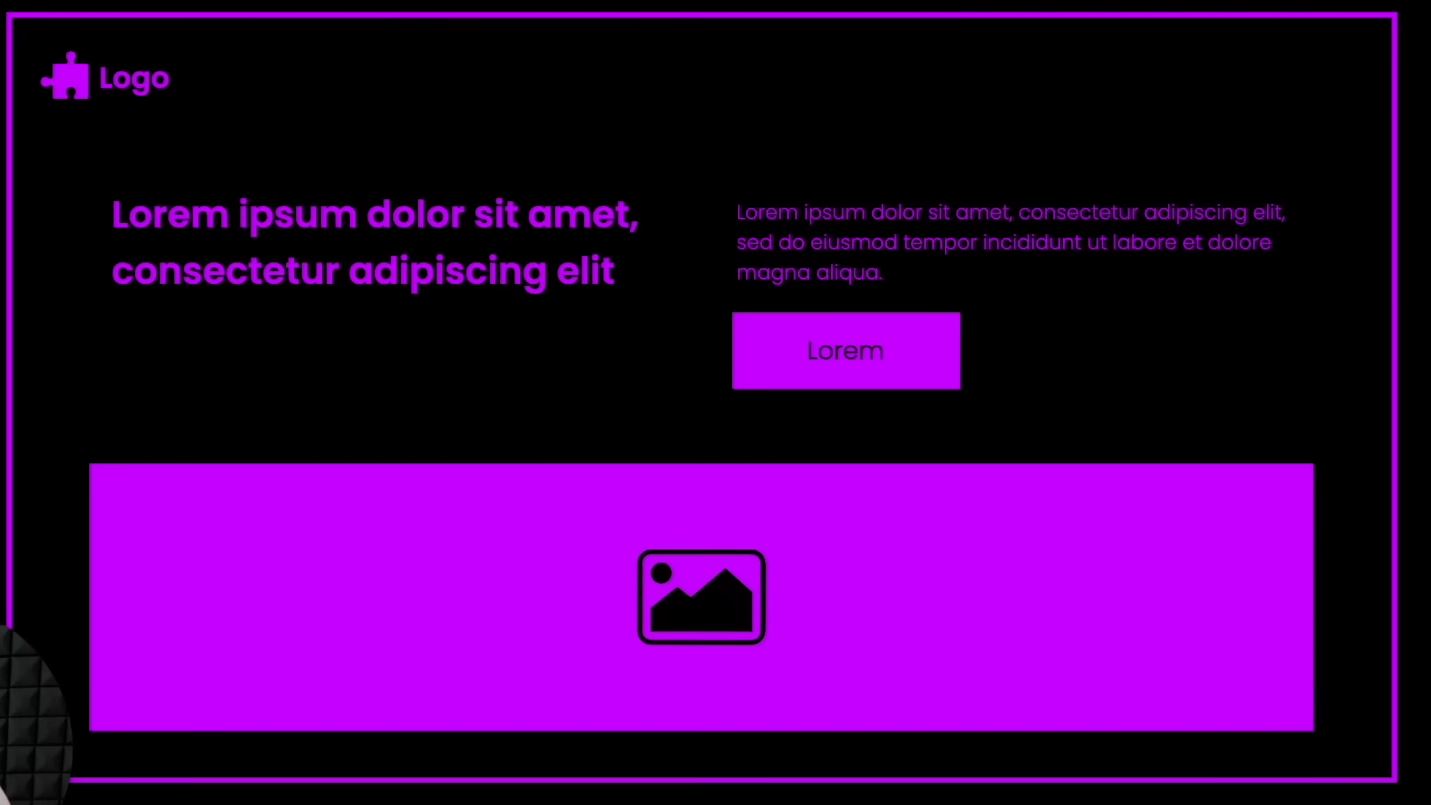 Logo
Lorem ipsum dolor sit amet,
consectetur adipiscing elit
Lorem ipsum dolor sit amet, consectetur adipiscing elit,
sed do eiusmod tempor incididunt ut labore et dolore
magna aliqua.
Lorem